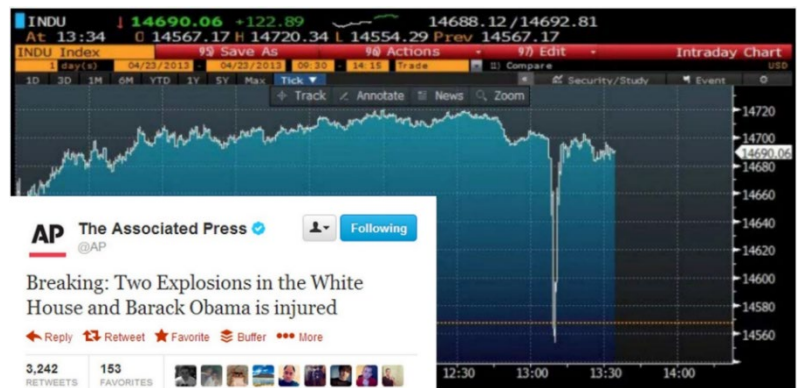 INDU ↓ 14690.06 +122.89 14688.12/14692.81
At 13:34 O 14567.17 H 14720.34 L 14554.29 Prev 14567.17
INDU Index 95) Save As 96) Actions 97) Edit Intraday Chart
1 day(s) 04/23/2013 - 04/23/2013 09:30 - 14:15 Trade Compare USD
1D 3D 1M 6M YTD 1Y 5Y Max Tick ▼ Security/Study Event
Track Annotate News Zoom
14720
14700
14690.06
14680
14660
14640
14620
14600
14580
14560
12:30 13:00 13:30 14:00
AP The Associated Press
@AP
Following
Breaking: Two Explosions in the White
House and Barack Obama is injured
Reply Retweet Favorite Buffer More
3,242 153
RETWEETS FAVORITES